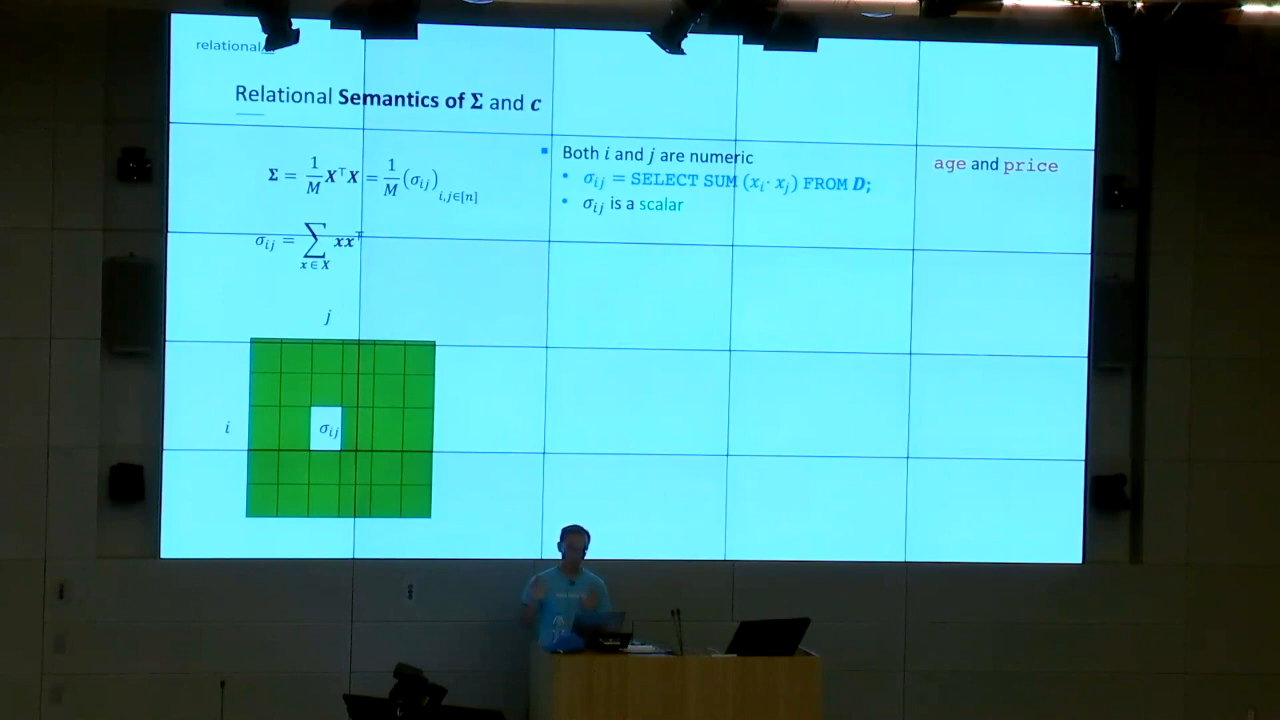 relationalAI
Relational Semantics of Σ and c
Σ = 1/M XᵀX = 1/M (σij) i,j∈[n]
σij = ∑ x∈X xxᵀ
j
i
σij
Both i and j are numeric
σij = SELECT SUM (xi· xj) FROM D;
σij is a scalar
age and price